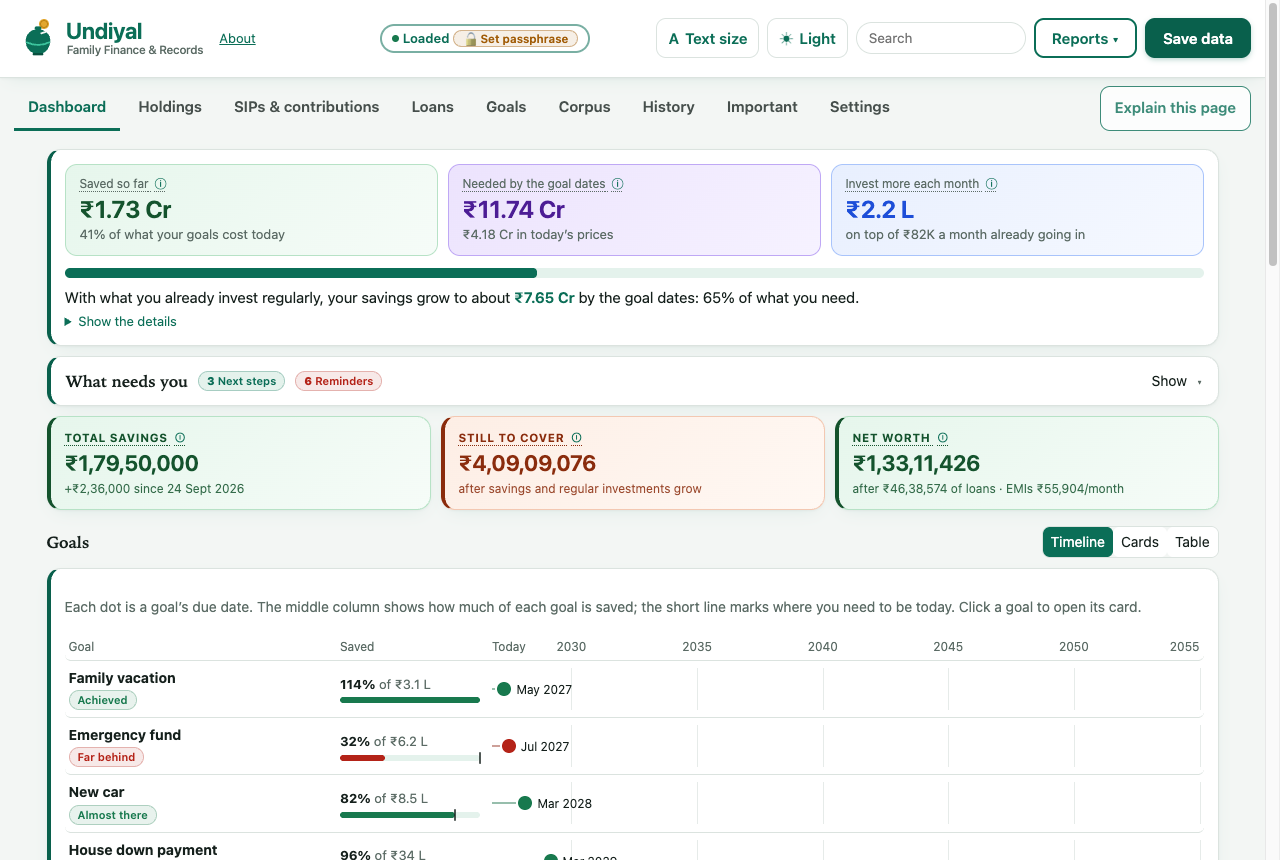 Undiyal
Family Finance & Records
About
Loaded 🔒 Set passphrase
A Text size
☀ Light
Search
Reports ▾
Save data
Dashboard
Holdings
SIPs & contributions
Loans
Goals
Corpus
History
Important
Settings
Explain this page
Saved so far ⓘ
₹1.73 Cr
41% of what your goals cost today
Needed by the goal dates ⓘ
₹11.74 Cr
₹4.18 Cr in today’s prices
Invest more each month ⓘ
₹2.2 L
on top of ₹82K a month already going in
With what you already invest regularly, your savings grow to about ₹7.65 Cr by the goal dates: 65% of what you need.
▶ Show the details
What needs you
3 Next steps
6 Reminders
Show ▾
TOTAL SAVINGS ⓘ
₹1,79,50,000
+₹2,36,000 since 24 Sept 2026
STILL TO COVER ⓘ
₹4,09,09,076
after savings and regular investments grow
NET WORTH ⓘ
₹1,33,11,426
after ₹46,38,574 of loans · EMIs ₹55,904/month
Goals
Timeline
Cards
Table
Each dot is a goal’s due date. The middle column shows how much of each goal is saved; the short line marks where you need to be today. Click a goal to open its card.
Goal Saved Today 2030 2035 2040 2045 2050 2055
Family vacation
Achieved
114% of ₹3.1 L
May 2027
Emergency fund
Far behind
32% of ₹6.2 L
Jul 2027
New car
Almost there
82% of ₹8.5 L
Mar 2028
House down payment
96% of ₹34 L